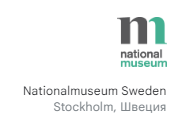 national
museum
Nationalmuseum Sweden
Stockholm, Швеция